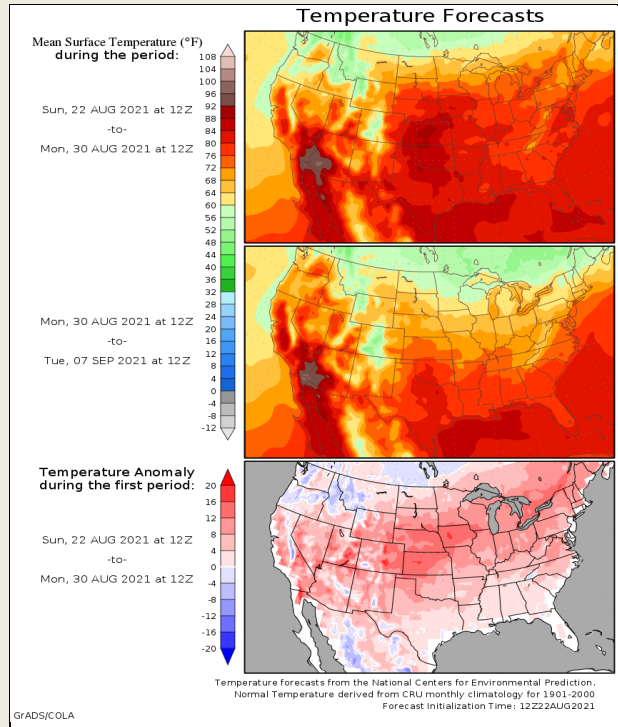 Temperature Forecasts
Mean Surface Temperature (°F)
during the period:
Sun, 22 AUG 2021 at 12Z
-to-
Mon, 30 AUG 2021 at 12Z
108
104
100
96
92
88
84
80
76
72
68
64
60
56
52
48
44
40
36
32
28
24
20
16
12
8
4
0
-4
-8
-12
Mon, 30 AUG 2021 at 12Z
-to-
Tue, 07 SEP 2021 at 12Z
Temperature Anomaly
during the first period:
Sun, 22 AUG 2021 at 12Z
-to-
Mon, 30 AUG 2021 at 12Z
20
16
12
8
4
0
-4
-8
-12
-16
-20
Temperature forecasts from the National Centers for Environmental Prediction.
Normal Temperature derived from CRU monthly climatology for 1901-2000
Forecast Initialization Time: 12Z22AUG2021
GrADS/COLA